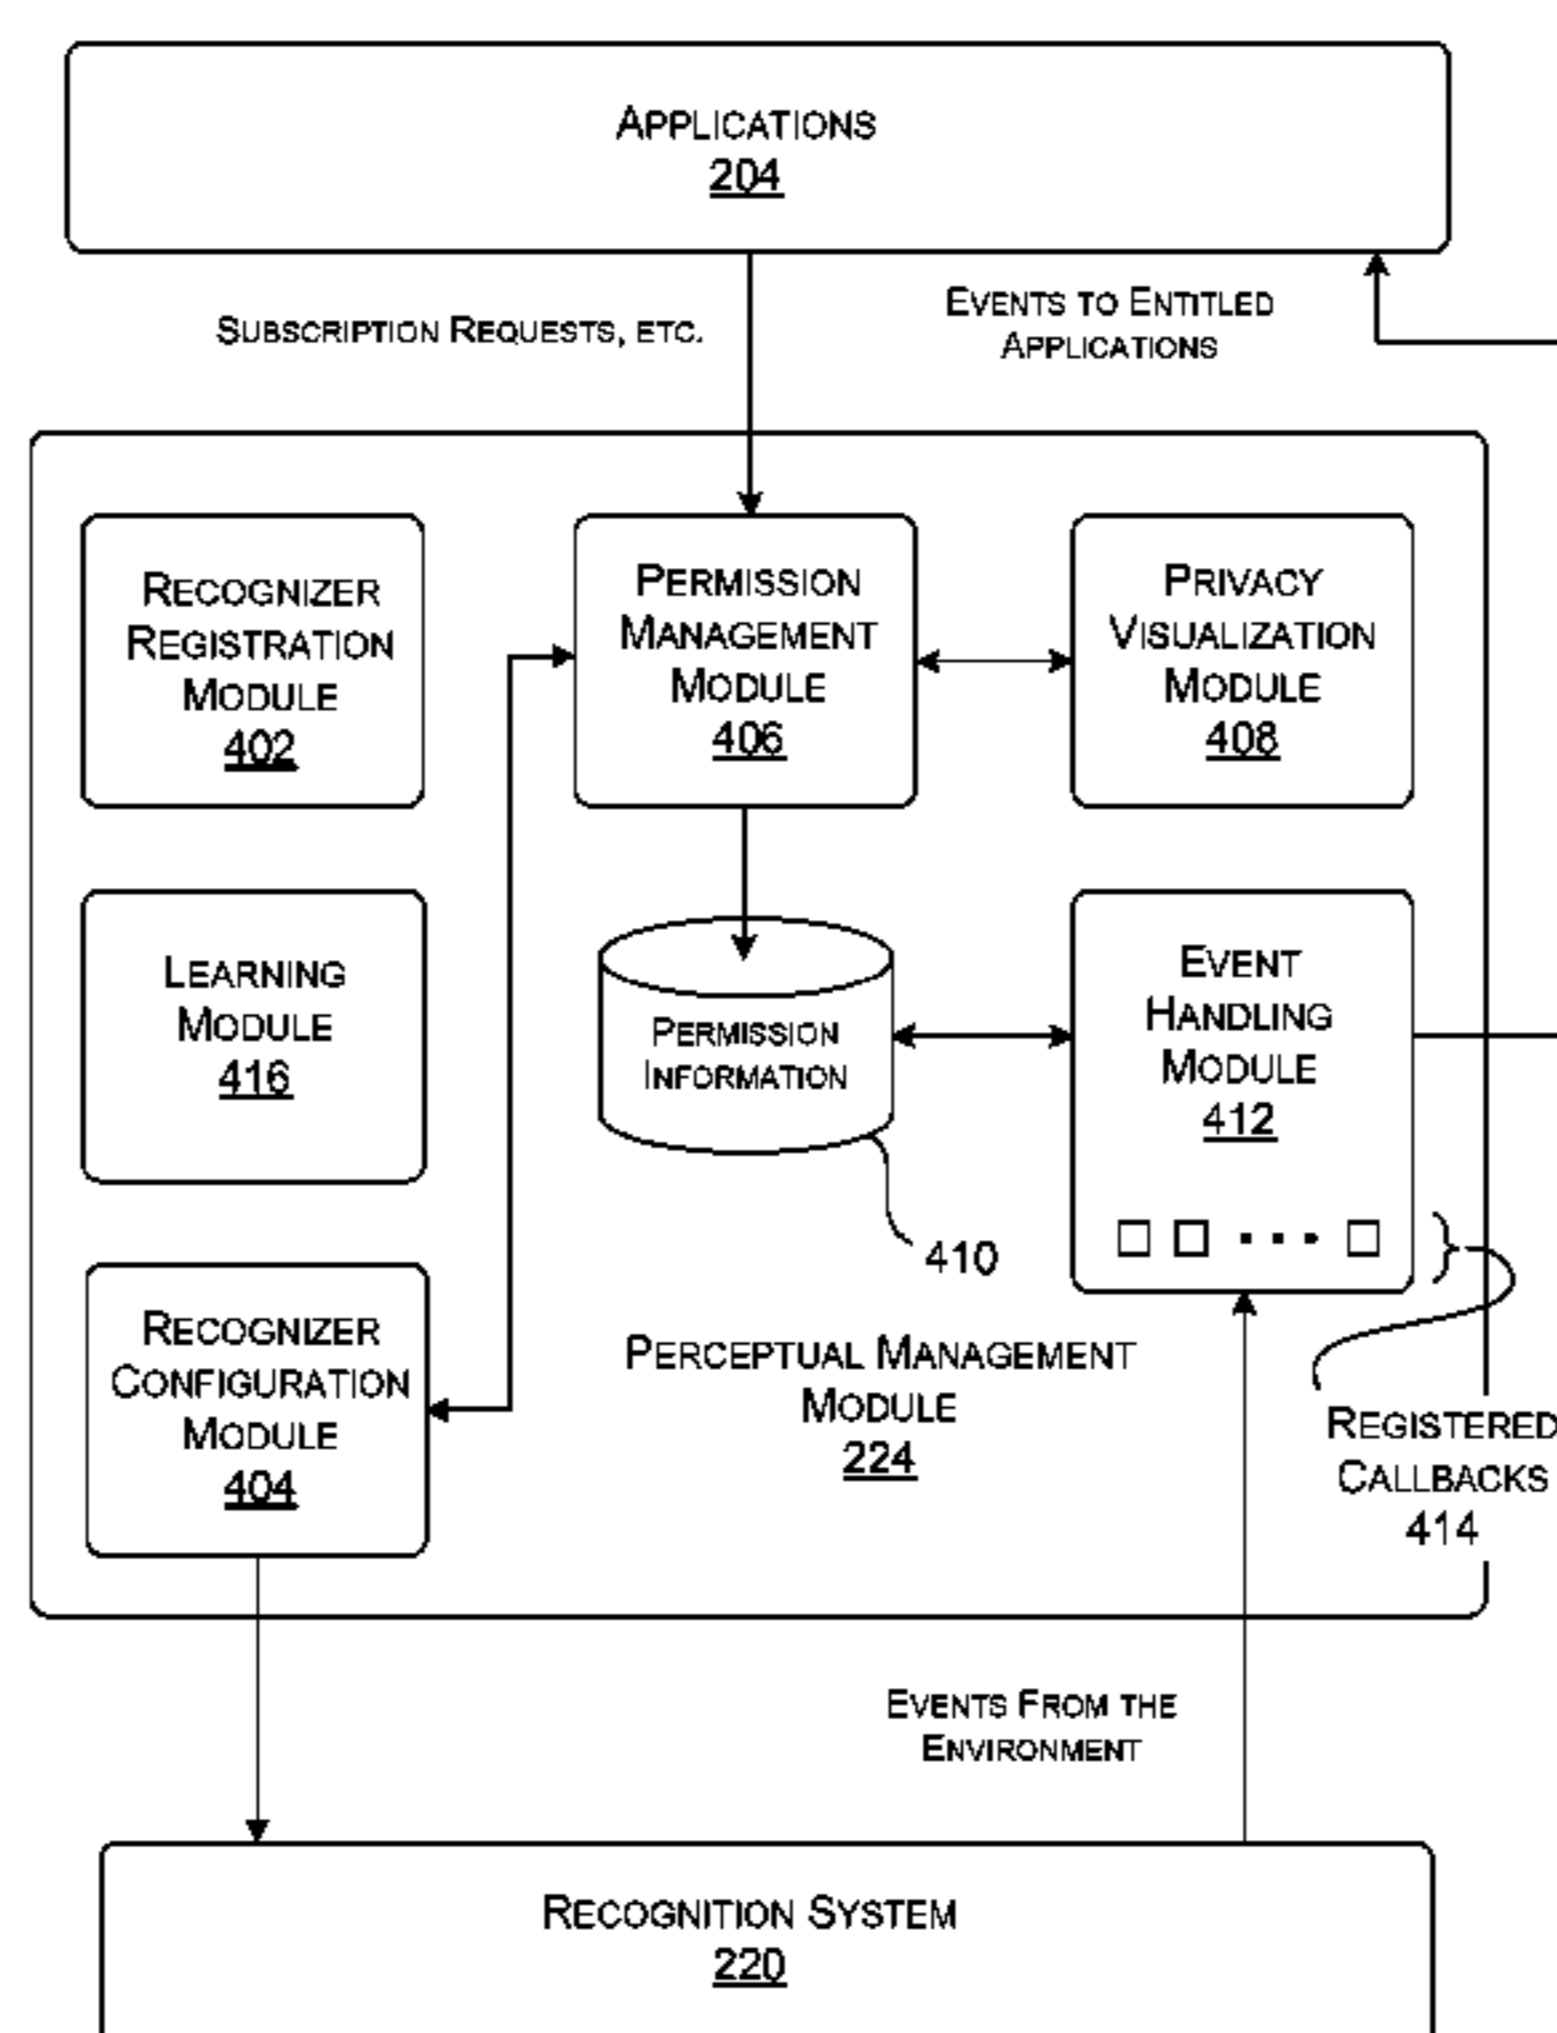 APPLICATIONS
204
SUBSCRIPTION REQUESTS, ETC.
EVENTS TO ENTITLED
APPLICATIONS
RECOGNIZER
REGISTRATION
MODULE
402
PERMISSION
MANAGEMENT
MODULE
406
PRIVACY
VISUALIZATION
MODULE
408
LEARNING
MODULE
416
PERMISSION
INFORMATION
410
EVENT
HANDLING
MODULE
412
RECOGNIZER
CONFIGURATION
MODULE
404
PERCEPTUAL MANAGEMENT
MODULE
224
REGISTERED
CALLBACKS
414
EVENTS FROM THE
ENVIRONMENT
RECOGNITION SYSTEM
220